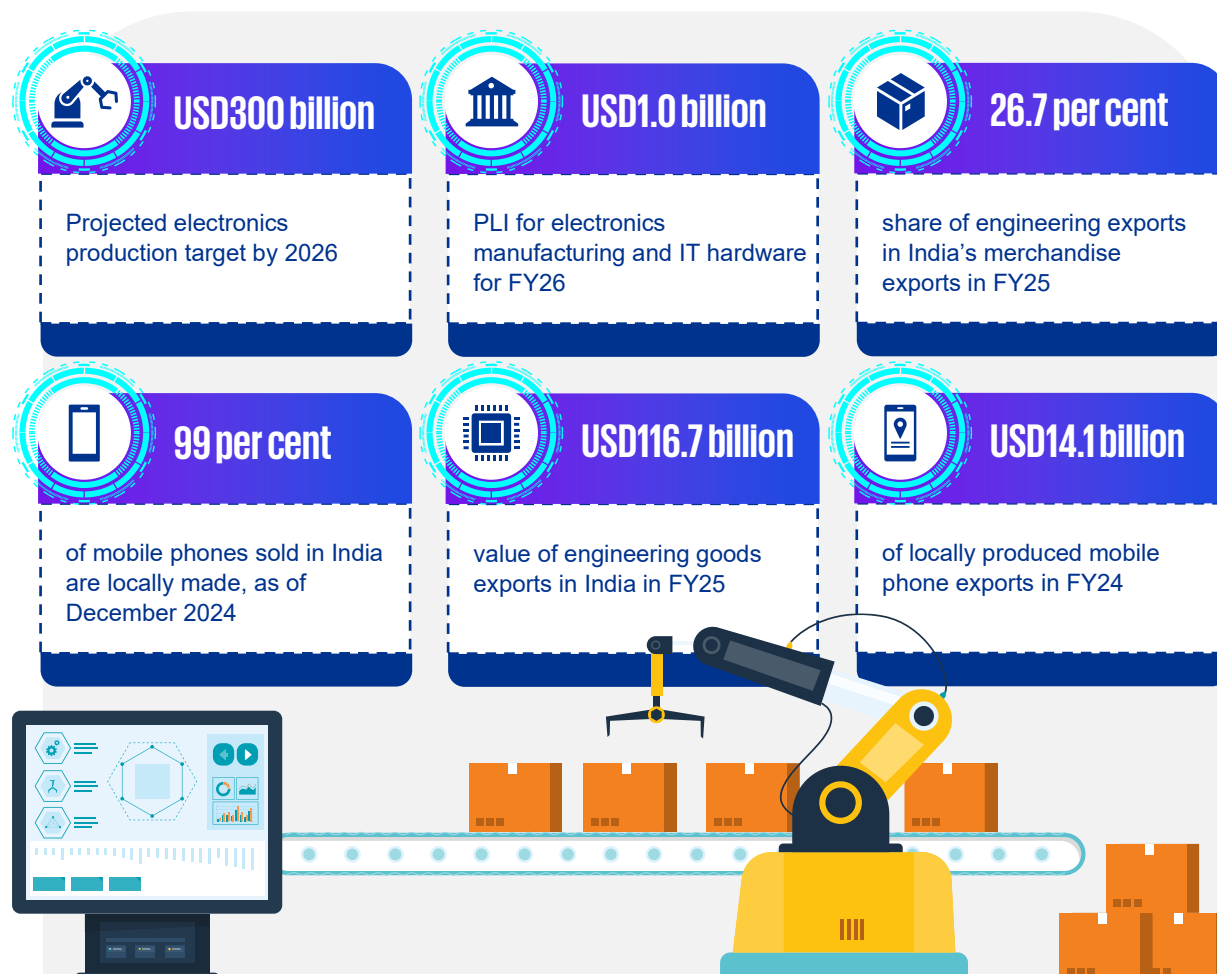 USD300 billion
Projected electronics
production target by 2026
USD1.0 billion
PLI for electronics
manufacturing and IT hardware
for FY26
26.7 per cent
share of engineering exports
in India’s merchandise
exports in FY25
99 per cent
of mobile phones sold in India
are locally made, as of
December 2024
USD116.7 billion
value of engineering goods
exports in India in FY25
USD14.1 billion
of locally produced mobile
phone exports in FY24